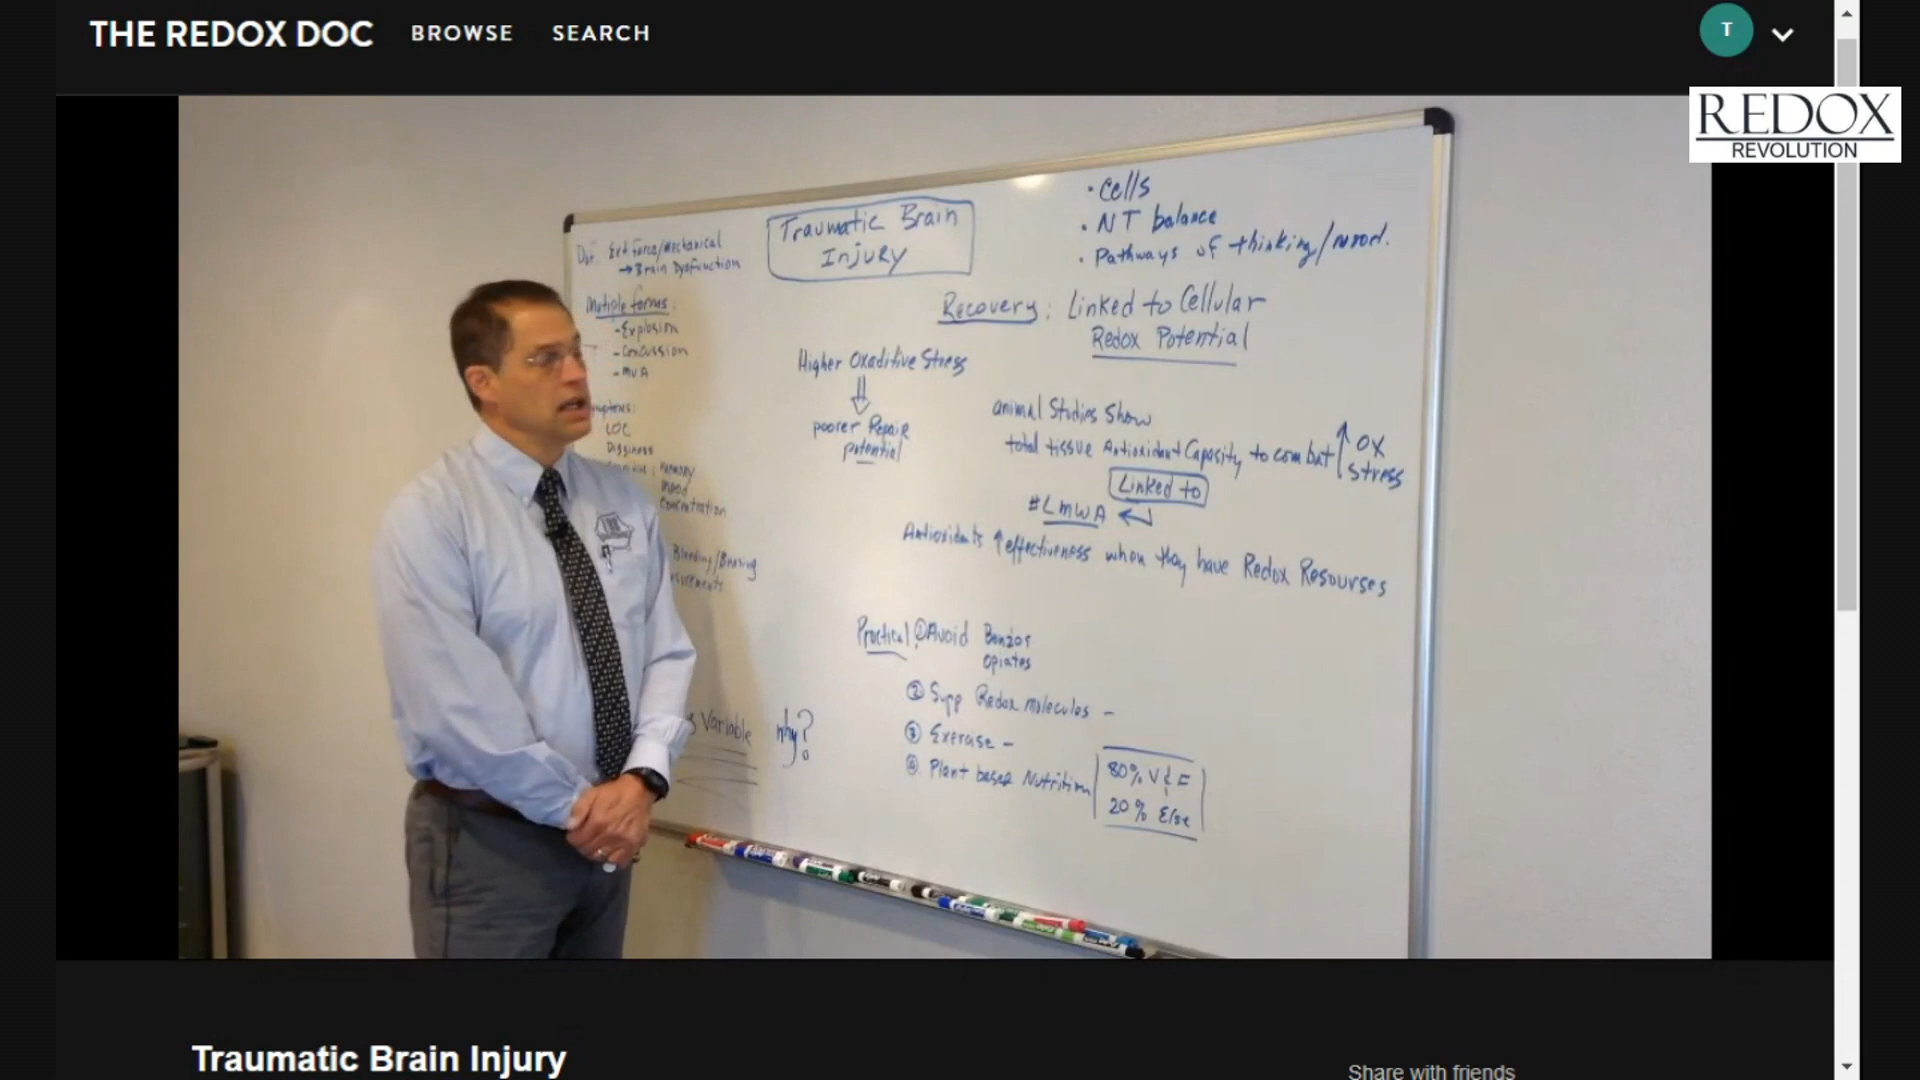 THE REDOX DOC
BROWSE
SEARCH
T
REDOX
REVOLUTION
Traumatic Brain
Injury
Def: Ext force/mechanical
→ Brain Dysfunction
Multiple forms:
- Explosion
- Concussion
- MVA
LOC
Dizziness
Memory
Mood
Concentration
Variable
Why?
· Cells
· NT balance
· Pathways of thinking/mood.
Recovery: Linked to Cellular
Redox Potential
Higher Oxaditive Stress
⇓
poorer Repair
potential
animal Studies Show
total tissue Antioxidant Capacity to combat ↑ OX
Stress
Linked to
# LMWA ←
Antioxidants ↑ effectiveness when they have Redox Resourses
Practical: ① Avoid Benzos
Opiates
② Supp Redox molecules -
③ Exercise -
④ Plant based Nutrition
80% V & F
20% Else
Traumatic Brain Injury
Share with friends